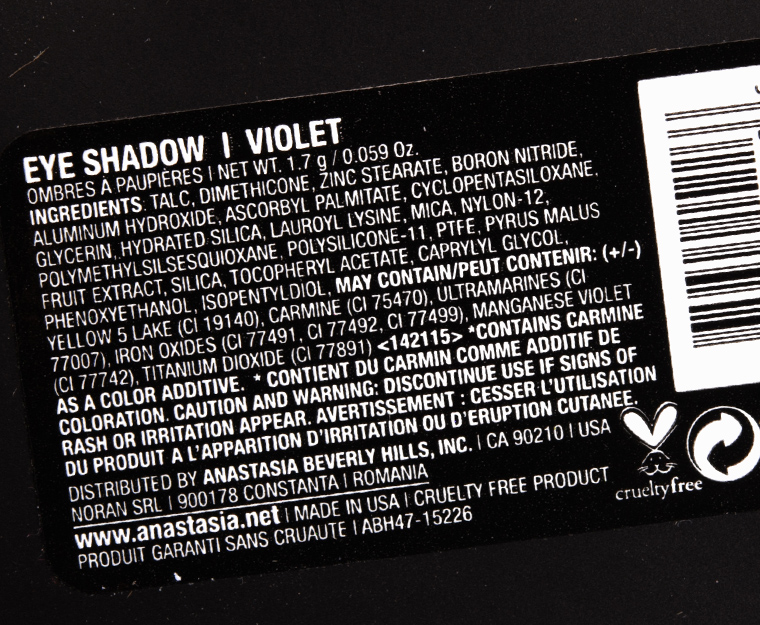 EYE SHADOW | VIOLET
OMBRES À PAUPIÈRES | NET WT. 1.7 g / 0.059 Oz.
INGREDIENTS: TALC, DIMETHICONE, ZINC STEARATE, BORON NITRIDE,
ALUMINUM HYDROXIDE, ASCORBYL PALMITATE, CYCLOPENTASILOXANE,
GLYCERIN, HYDRATED SILICA, LAUROYL LYSINE, MICA, NYLON-12,
POLYMETHYLSILSESQUIOXANE, POLYSILICONE-11, PTFE, PYRUS MALUS
FRUIT EXTRACT, SILICA, TOCOPHERYL ACETATE, CAPRYLYL GLYCOL,
PHENOXYETHANOL, ISOPENTYLDIOL, MAY CONTAIN/PEUT CONTENIR: (+/-)
YELLOW 5 LAKE (CI 19140), CARMINE (CI 75470), ULTRAMARINES (CI
77007), IRON OXIDES (CI 77491, CI 77492, CI 77499), MANGANESE VIOLET
(CI 77742), TITANIUM DIOXIDE (CI 77891) <142115> *CONTAINS CARMINE
AS A COLOR ADDITIVE. * CONTIENT DU CARMIN COMME ADDITIF DE
COLORATION. CAUTION AND WARNING: DISCONTINUE USE IF SIGNS OF
RASH OR IRRITATION APPEAR. AVERTISSEMENT : CESSER L'UTILISATION
DU PRODUIT A L'APPARITION D'IRRITATION OU D'ERUPTION CUTANEE.
DISTRIBUTED BY ANASTASIA BEVERLY HILLS, INC. | CA 90210 | USA
NORAN SRL | 900178 CONSTANTA | ROMANIA
www.anastasia.net | MADE IN USA | CRUELTY FREE PRODUCT
PRODUIT GARANTI SANS CRUAUTE | ABH47-15226
crueltyfree